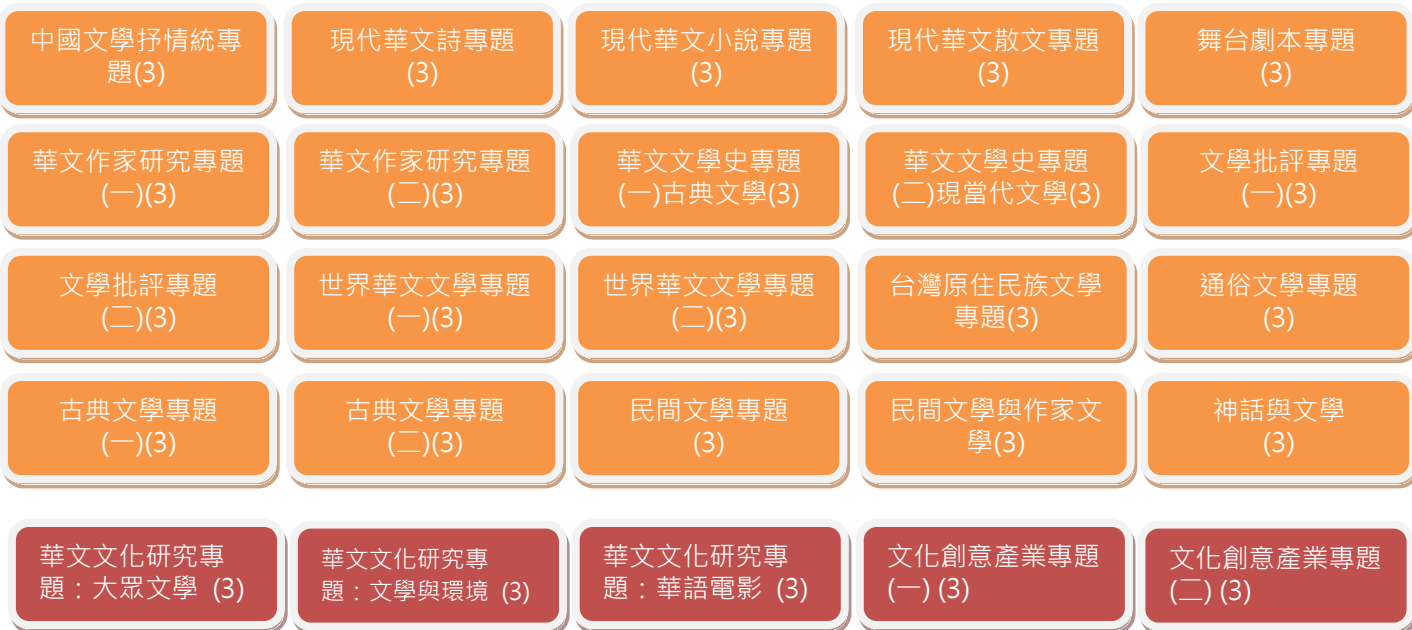 中國文學抒情統專
題(3)
現代華文詩專題
(3)
現代華文小說專題
(3)
現代華文散文專題
(3)
舞台劇本專題
(3)
華文作家研究專題
(一)(3)
華文作家研究專題
(二)(3)
華文文學史專題
(一)古典文學(3)
華文文學史專題
(二)現當代文學(3)
文學批評專題
(一)(3)
文學批評專題
(二)(3)
世界華文文學專題
(一)(3)
世界華文文學專題
(二)(3)
台灣原住民族文學
專題(3)
通俗文學專題
(3)
古典文學專題
(一)(3)
古典文學專題
(二)(3)
民間文學專題
(3)
民間文學與作家文
學(3)
神話與文學
(3)
華文文化研究專
題：大眾文學 (3)
華文文化研究專
題：文學與環境 (3)
華文文化研究專
題：華語電影 (3)
文化創意產業專題
(一) (3)
文化創意產業專題
(二) (3)